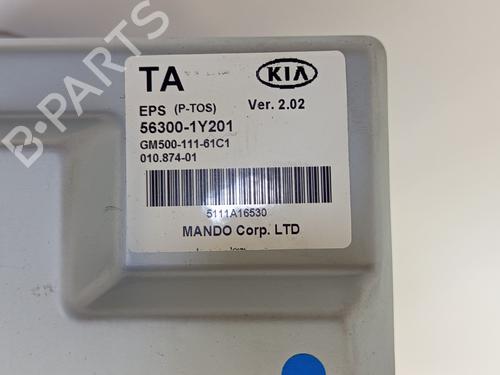 TA
KIA
EPS (P-TOS) Ver. 2.02
56300-1Y201
GM500-111-61C1
010.874-01
5111A16530
MANDO Corp. LTD
B-PARTS